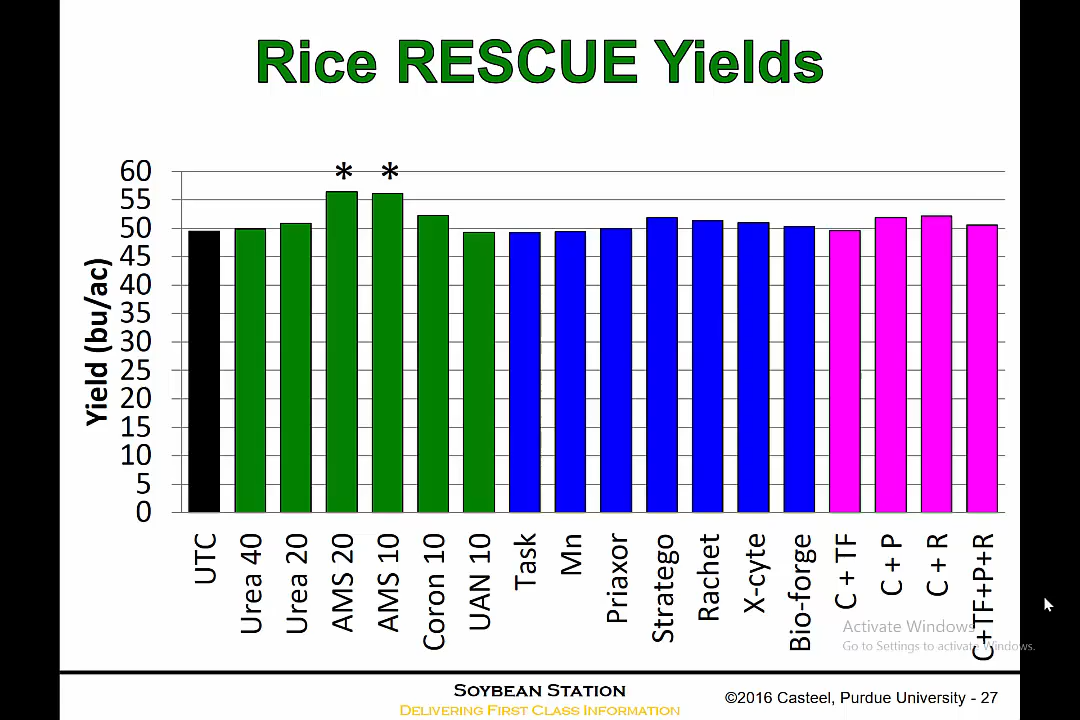 Rice RESCUE Yields
* *
60
55
50
45
40
35
30
25
20
15
10
5
0
Yield (bu/ac)
UTC
Urea 40
Urea 20
AMS 20
AMS 10
Coron 10
UAN 10
Task
Mn
Priaxor
Stratego
Rachet
X-cyte
Bio-forge
C + TF
C + P
C + R
C+TF+P+R
Activate Windows
Go to Settings to activate Windows.
SOYBEAN STATION
DELIVERING FIRST CLASS INFORMATION
©2016 Casteel, Purdue University - 27